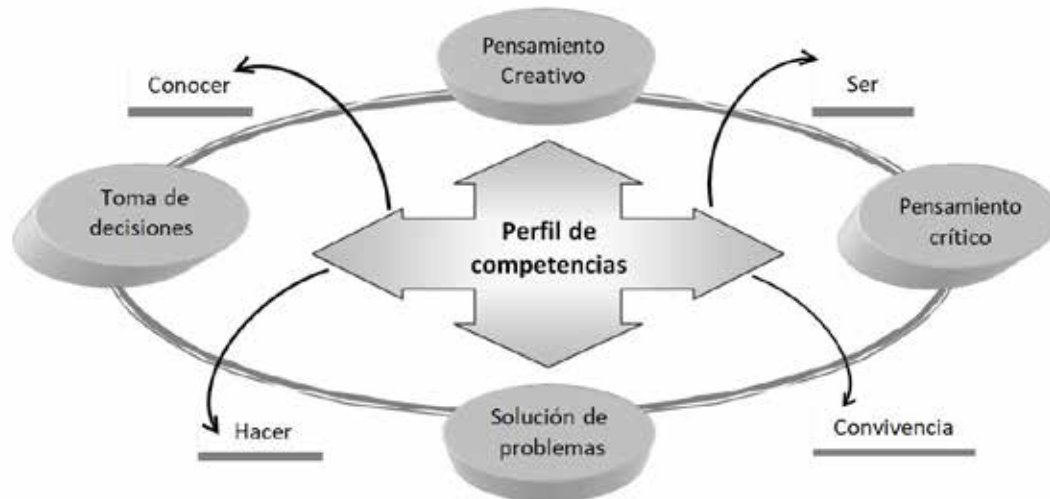 Pensamiento
Creativo
Conocer
Ser
Toma de
decisiones
Perfil de
competencias
Pensamiento
crítico
Hacer
Solución de
problemas
Convivencia